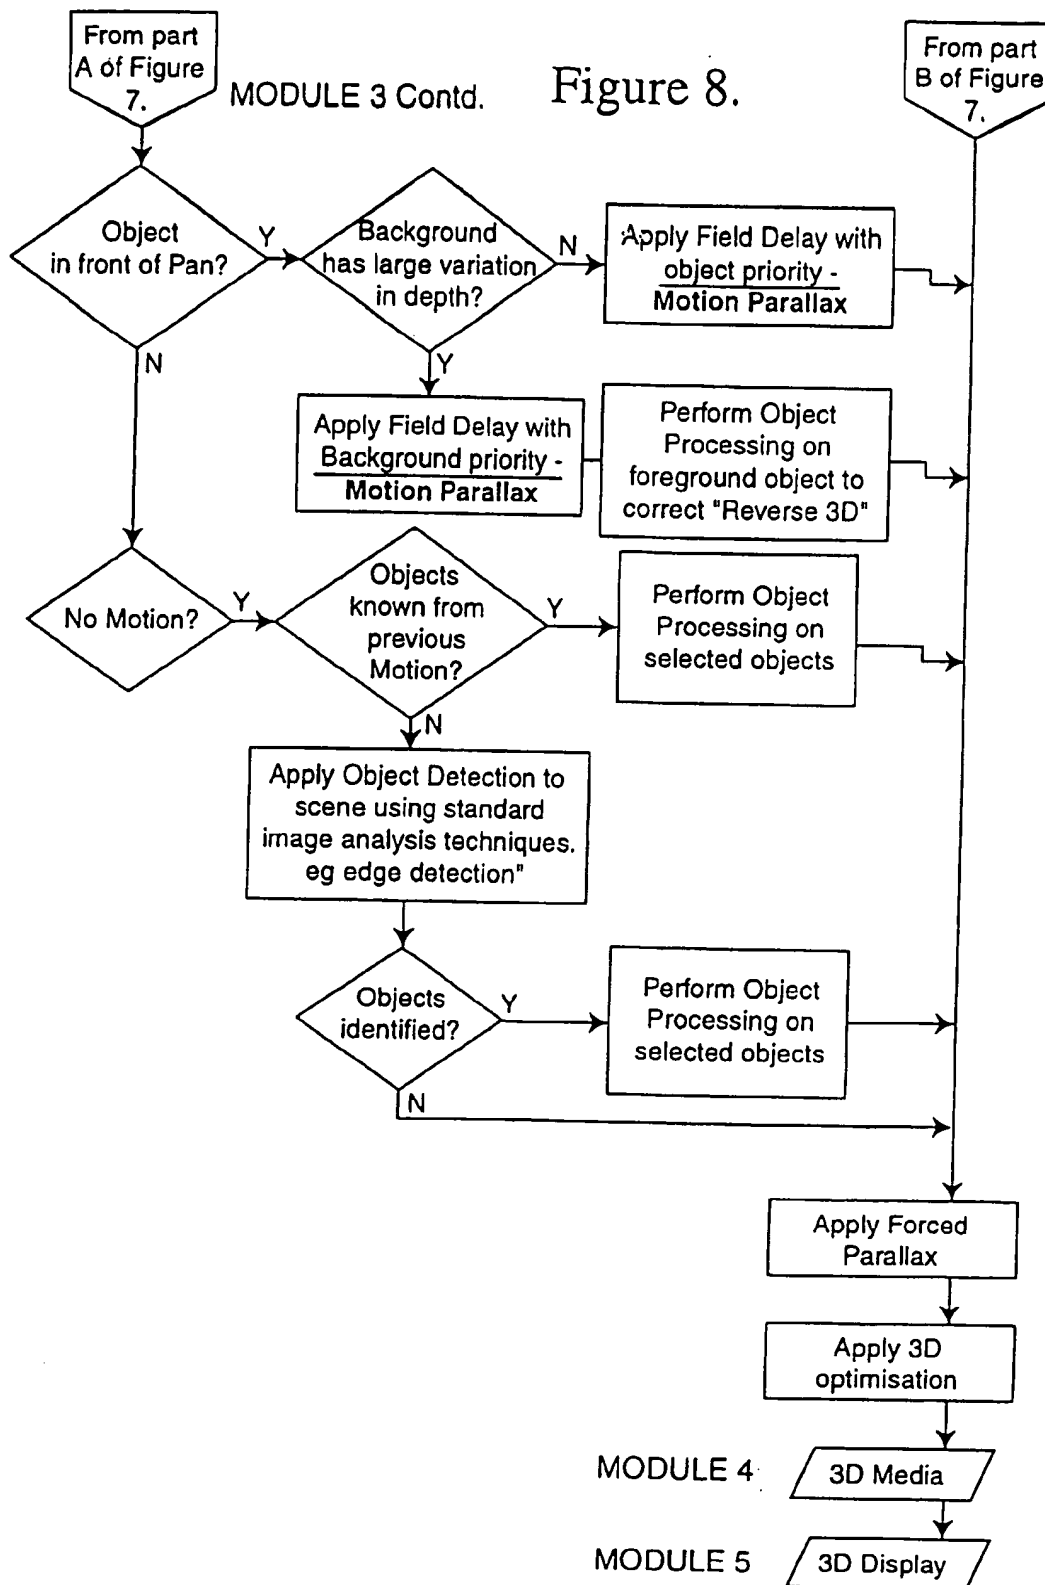 From part
A of Figure
7.
MODULE 3 Contd.
Figure 8.
From part
B of Figure
7.
Object
in front of Pan?
Y
N
Background
has large variation
in depth?
N
Y
Apply Field Delay with
object priority -
Motion Parallax
Apply Field Delay with
Background priority -
Motion Parallax
Perform Object
Processing on
foreground object to
correct "Reverse 3D"
No Motion?
Y
Objects
known from
previous
Motion?
Y
N
Perform Object
Processing on
selected objects
Apply Object Detection to
scene using standard
image analysis techniques.
eg edge detection"
Objects
identified?
Y
N
Perform Object
Processing on
selected objects
Apply Forced
Parallax
Apply 3D
optimisation
MODULE 4
3D Media
MODULE 5
3D Display